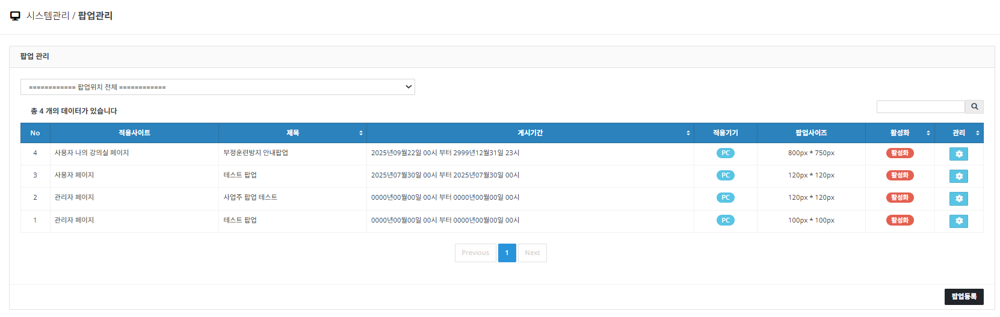 시스템관리 / 팝업관리
팝업 관리
============ 팝업위치 전체 ============
총 4 개의 데이터가 있습니다
No 적용사이트 제목 게시기간 적용기기 팝업사이즈 활성화 관리
4 사용자 나의 강의실 페이지 부정훈련방지 안내팝업 2025년09월22일 00시 부터 2999년12월31일 23시 PC 800px * 750px 활성화
3 사용자 페이지 테스트 팝업 2025년07월30일 00시 부터 2025년07월30일 00시 PC 120px * 120px 활성화
2 관리자 페이지 사업주 팝업 테스트 0000년00월00일 00시 부터 0000년00월00일 00시 PC 120px * 120px 활성화
1 관리자 페이지 테스트 팝업 0000년00월00일 00시 부터 0000년00월00일 00시 PC 100px * 100px 활성화
Previous 1 Next
팝업등록